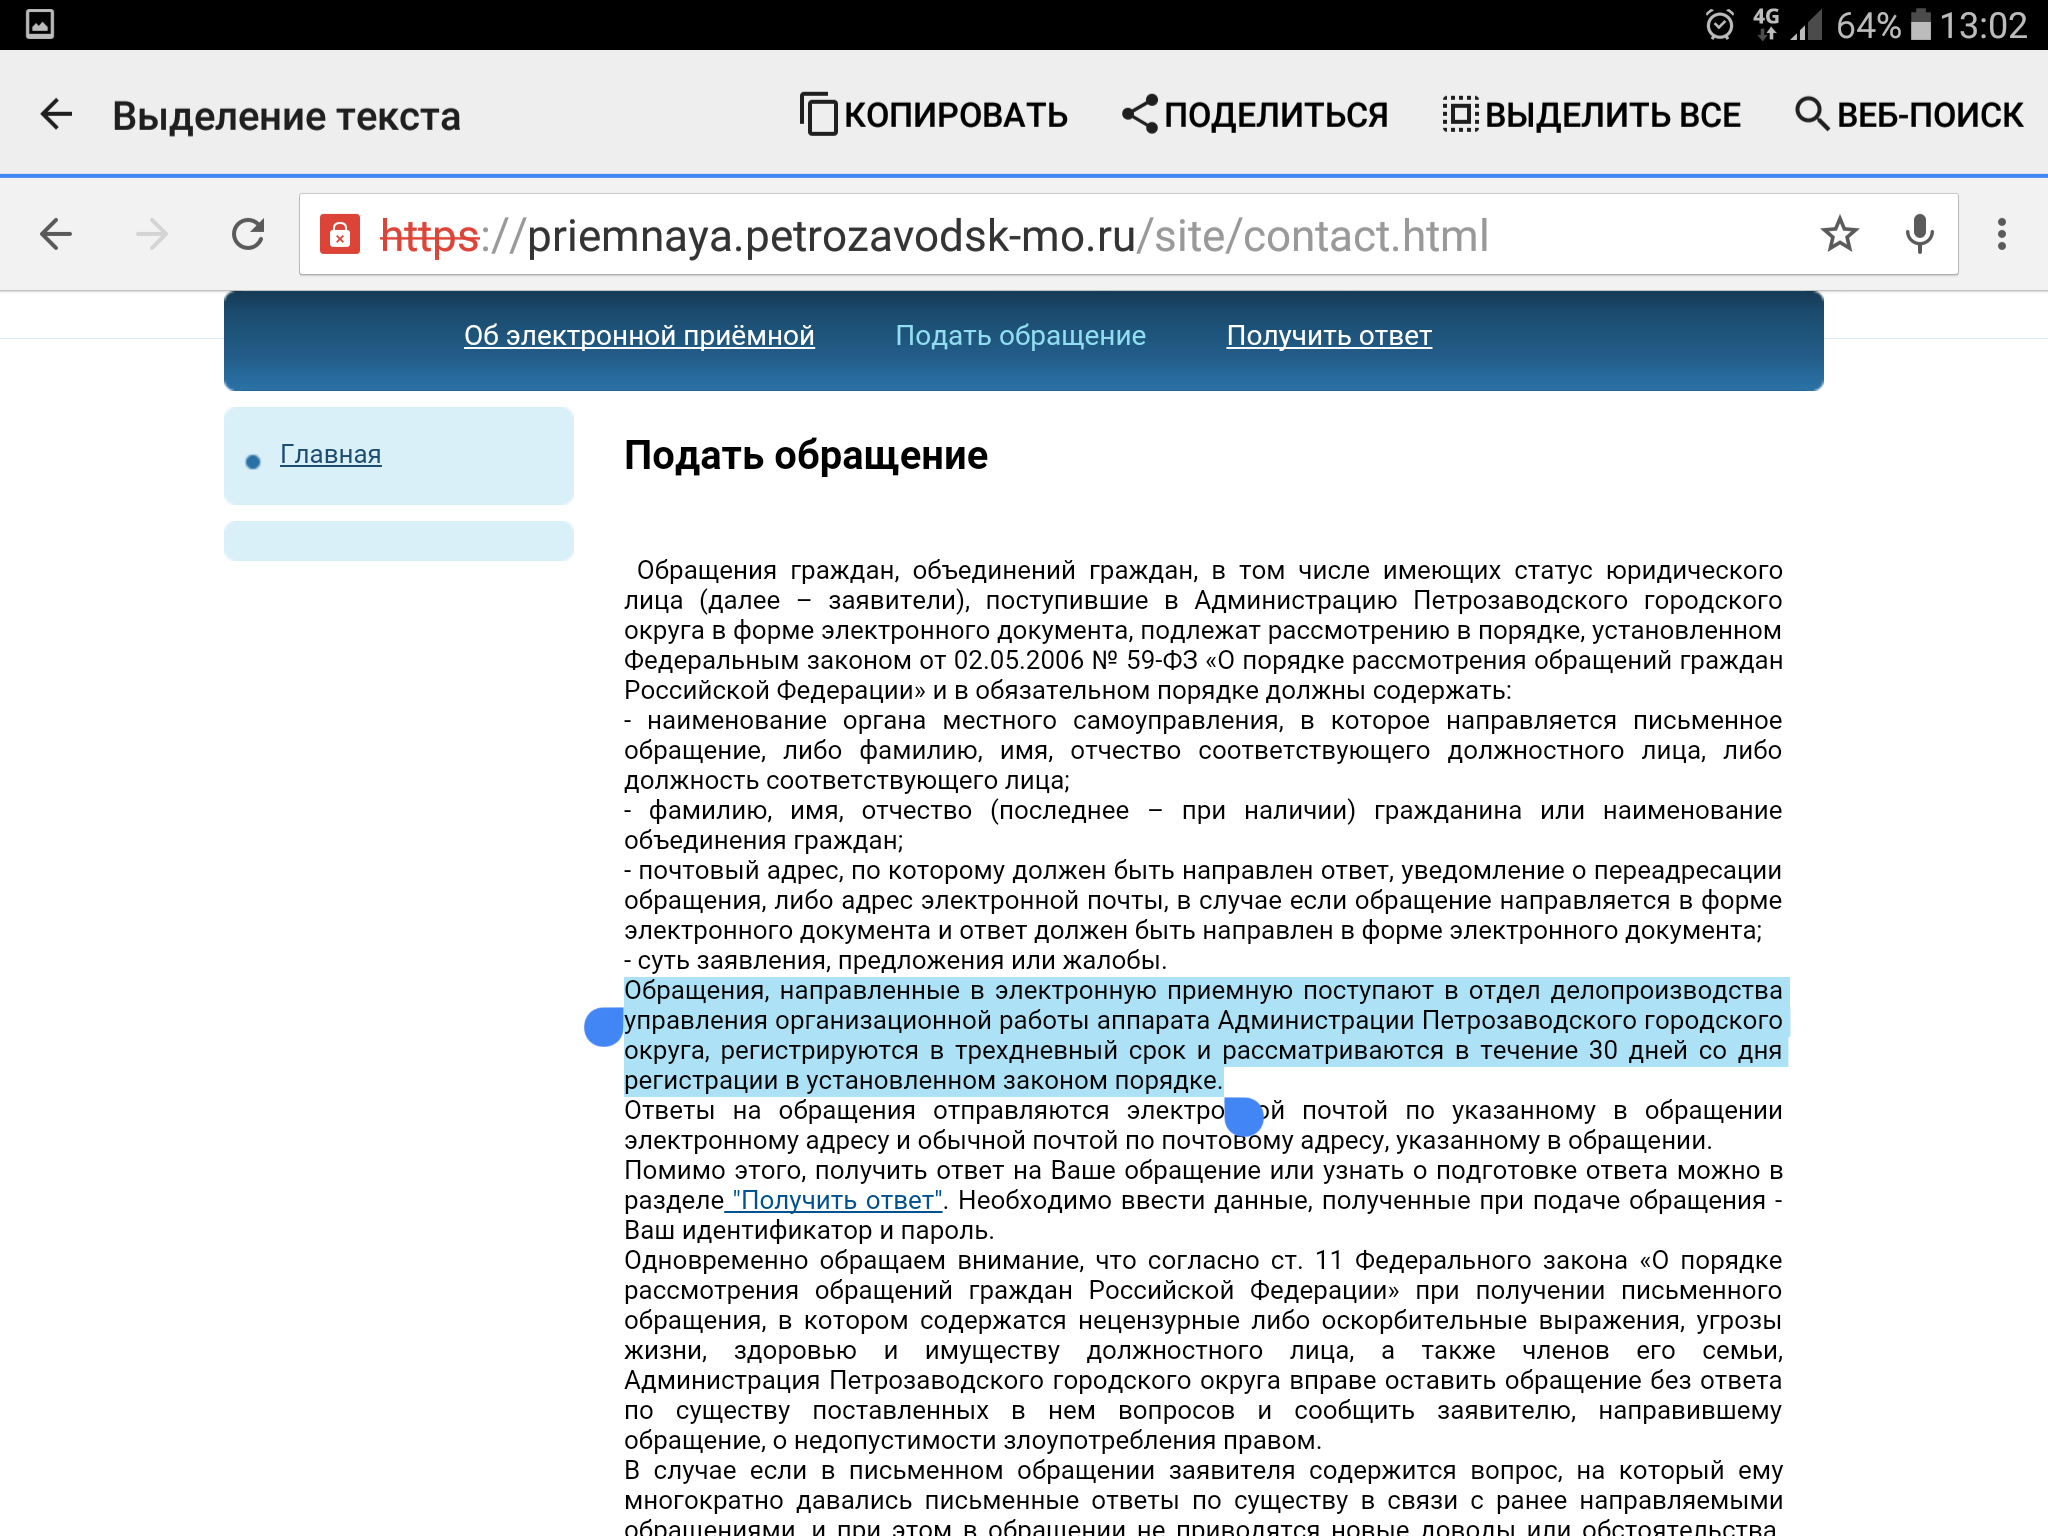 4G 64% 13:02
Выделение текста КОПИРОВАТЬ ПОДЕЛИТЬСЯ ВЫДЕЛИТЬ ВСЕ ВЕБ-ПОИСК
https://priemnaya.petrozavodsk-mo.ru/site/contact.html
Об электронной приёмной Подать обращение Получить ответ
Главная
Подать обращение
Обращения граждан, объединений граждан, в том числе имеющих статус юридического
лица (далее – заявители), поступившие в Администрацию Петрозаводского городского
округа в форме электронного документа, подлежат рассмотрению в порядке, установленном
Федеральным законом от 02.05.2006 № 59-ФЗ «О порядке рассмотрения обращений граждан
Российской Федерации» и в обязательном порядке должны содержать:
- наименование органа местного самоуправления, в которое направляется письменное
обращение, либо фамилию, имя, отчество соответствующего должностного лица, либо
должность соответствующего лица;
- фамилию, имя, отчество (последнее – при наличии) гражданина или наименование
объединения граждан;
- почтовый адрес, по которому должен быть направлен ответ, уведомление о переадресации
обращения, либо адрес электронной почты, в случае если обращение направляется в форме
электронного документа и ответ должен быть направлен в форме электронного документа;
- суть заявления, предложения или жалобы.
Обращения, направленные в электронную приемную поступают в отдел делопроизводства
управления организационной работы аппарата Администрации Петрозаводского городского
округа, регистрируются в трехдневный срок и рассматриваются в течение 30 дней со дня
регистрации в установленном законом порядке.
Ответы на обращения отправляются электронной почтой по указанному в обращении
электронному адресу и обычной почтой по почтовому адресу, указанному в обращении.
Помимо этого, получить ответ на Ваше обращение или узнать о подготовке ответа можно в
разделе "Получить ответ". Необходимо ввести данные, полученные при подаче обращения -
Ваш идентификатор и пароль.
Одновременно обращаем внимание, что согласно ст. 11 Федерального закона «О порядке
рассмотрения обращений граждан Российской Федерации» при получении письменного
обращения, в котором содержатся нецензурные либо оскорбительные выражения, угрозы
жизни, здоровью и имуществу должностного лица, а также членов его семьи,
Администрация Петрозаводского городского округа вправе оставить обращение без ответа
по существу поставленных в нем вопросов и сообщить заявителю, направившему
обращение, о недопустимости злоупотребления правом.
В случае если в письменном обращении заявителя содержится вопрос, на который ему
многократно давались письменные ответы по существу в связи с ранее направляемыми
обращениями, и при этом в обращении не приводятся новые доводы или обстоятельства,